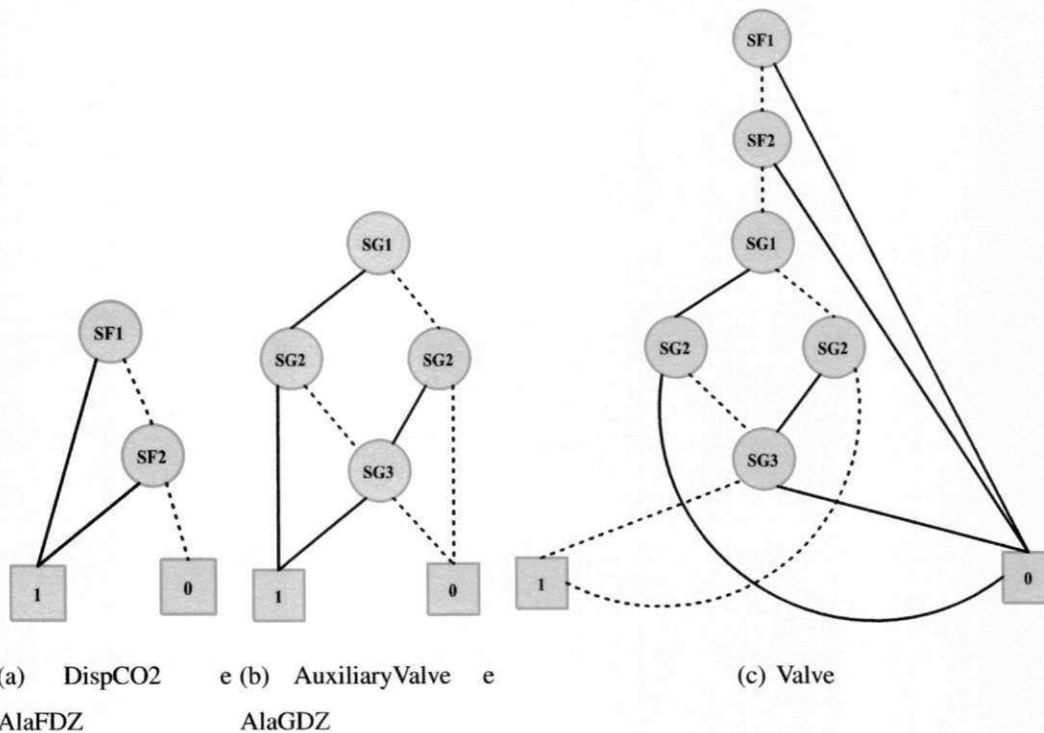 SF1
SF2
1
0
SG1
SG2
SG2
SG3
1
0
SF1
SF2
SG1
SG2
SG2
SG3
1
0
(a) DispCO2 e
AlaFDZ
(b) AuxiliaryValve e
AlaGDZ
(c) Valve